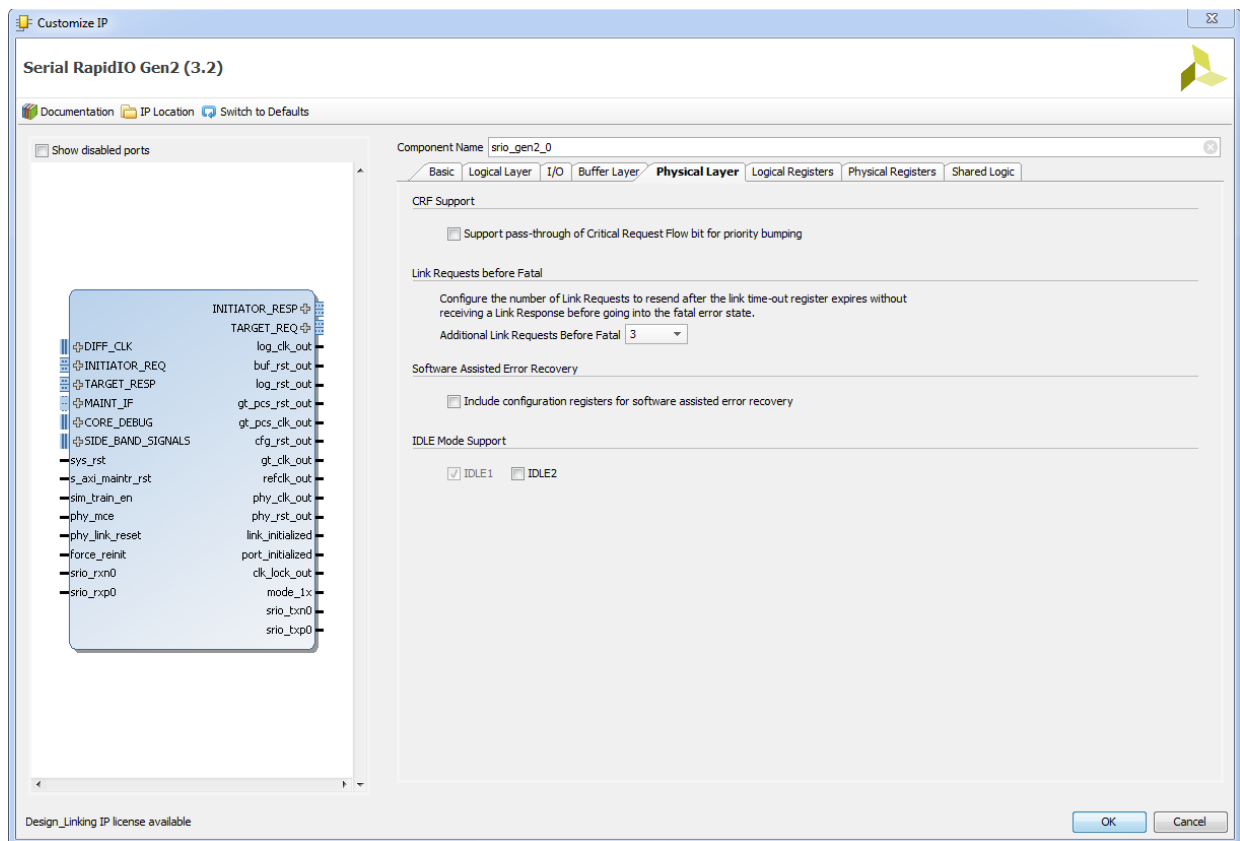 Customize IP
Serial RapidIO Gen2 (3.2)
Documentation IP Location Switch to Defaults
Show disabled ports
INITIATOR_RESP
TARGET_REQ
DIFF_CLK log_clk_out
INITIATOR_REQ buf_rst_out
TARGET_RESP log_rst_out
MAINT_IF gt_pcs_rst_out
CORE_DEBUG gt_pcs_clk_out
SIDE_BAND_SIGNALS cfg_rst_out
sys_rst gt_clk_out
s_axi_maintr_rst refclk_out
sim_train_en phy_clk_out
phy_mce phy_rst_out
phy_link_reset link_initialized
force_reinit port_initialized
srio_rxn0 clk_lock_out
srio_rxp0 mode_1x
srio_txn0
srio_txp0
Component Name srio_gen2_0
Basic Logical Layer I/O Buffer Layer Physical Layer Logical Registers Physical Registers Shared Logic
CRF Support
Support pass-through of Critical Request Flow bit for priority bumping
Link Requests before Fatal
Configure the number of Link Requests to resend after the link time-out register expires without
receiving a Link Response before going into the fatal error state.
Additional Link Requests Before Fatal 3
Software Assisted Error Recovery
Include configuration registers for software assisted error recovery
IDLE Mode Support
IDLE1 IDLE2
Design_Linking IP license available
OK Cancel